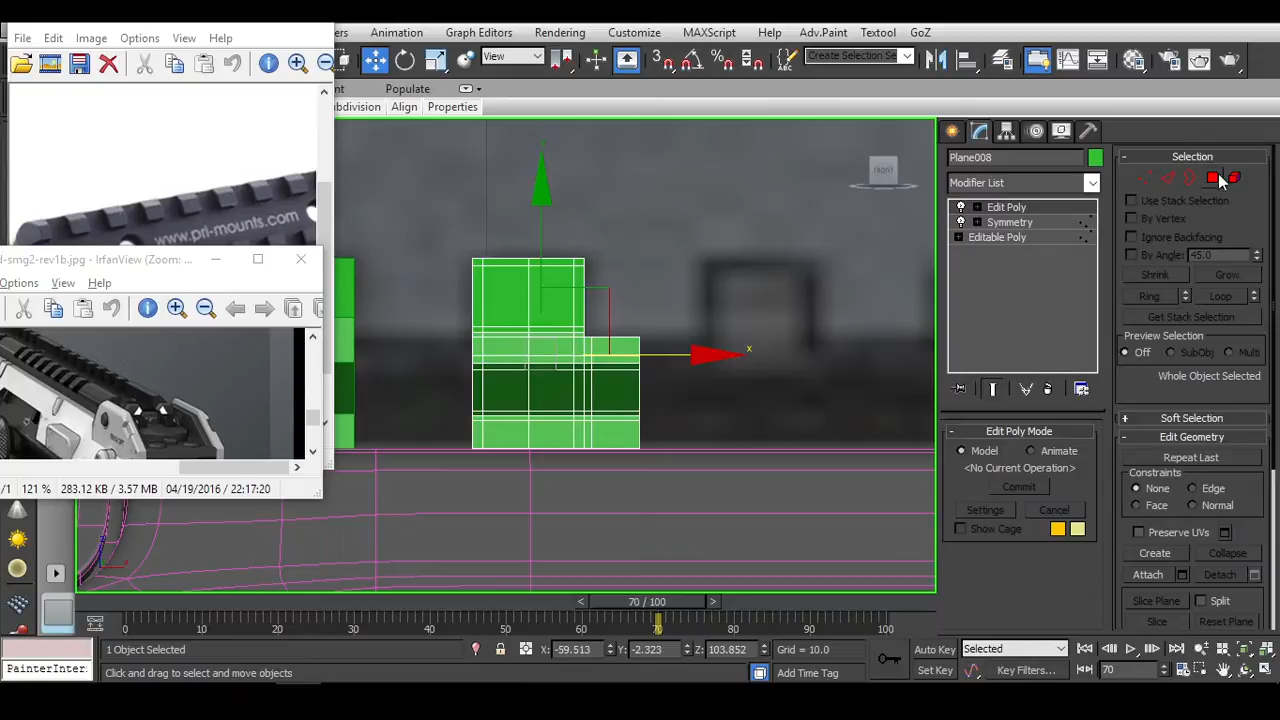 File Edit Image Options View Help
www.pri-mounts.com
d-smg2-rev1b.jpg - IrfanView (Zoom: ...
Options View Help
/1 121 % 283.12 KB / 3.57 MB 04/19/2016 22:17:20
Animation Graph Editors Rendering Customize MAXScript Help Adv.Paint Textool GoZ
View
Create Selection Se
Populate
Align Properties
FRONT
x
Plane008
Modifier List
Edit Poly
Symmetry
Editable Poly
Edit Poly Mode
Model Animate
<No Current Operation>
Commit
Settings Cancel
Show Cage
Selection
Use Stack Selection
By Vertex
Ignore Backfacing
By Angle: 45.0
Shrink Grow
Ring Loop
Get Stack Selection
Preview Selection
Off SubObj Multi
Whole Object Selected
Soft Selection
Edit Geometry
Repeat Last
Constraints
None Edge
Face Normal
Preserve UVs
Create Collapse
Attach Detach
Slice Plane Split
Slice Reset Plane
70 / 100
0 10 20 30 40 50 60 70 80 90 100
1 Object Selected
X: -59.513 Y: -2.323 Z: 103.852 Grid = 10.0
Auto Key Selected
PainterInter
Click and drag to select and move objects
Add Time Tag
Set Key Key Filters... 70